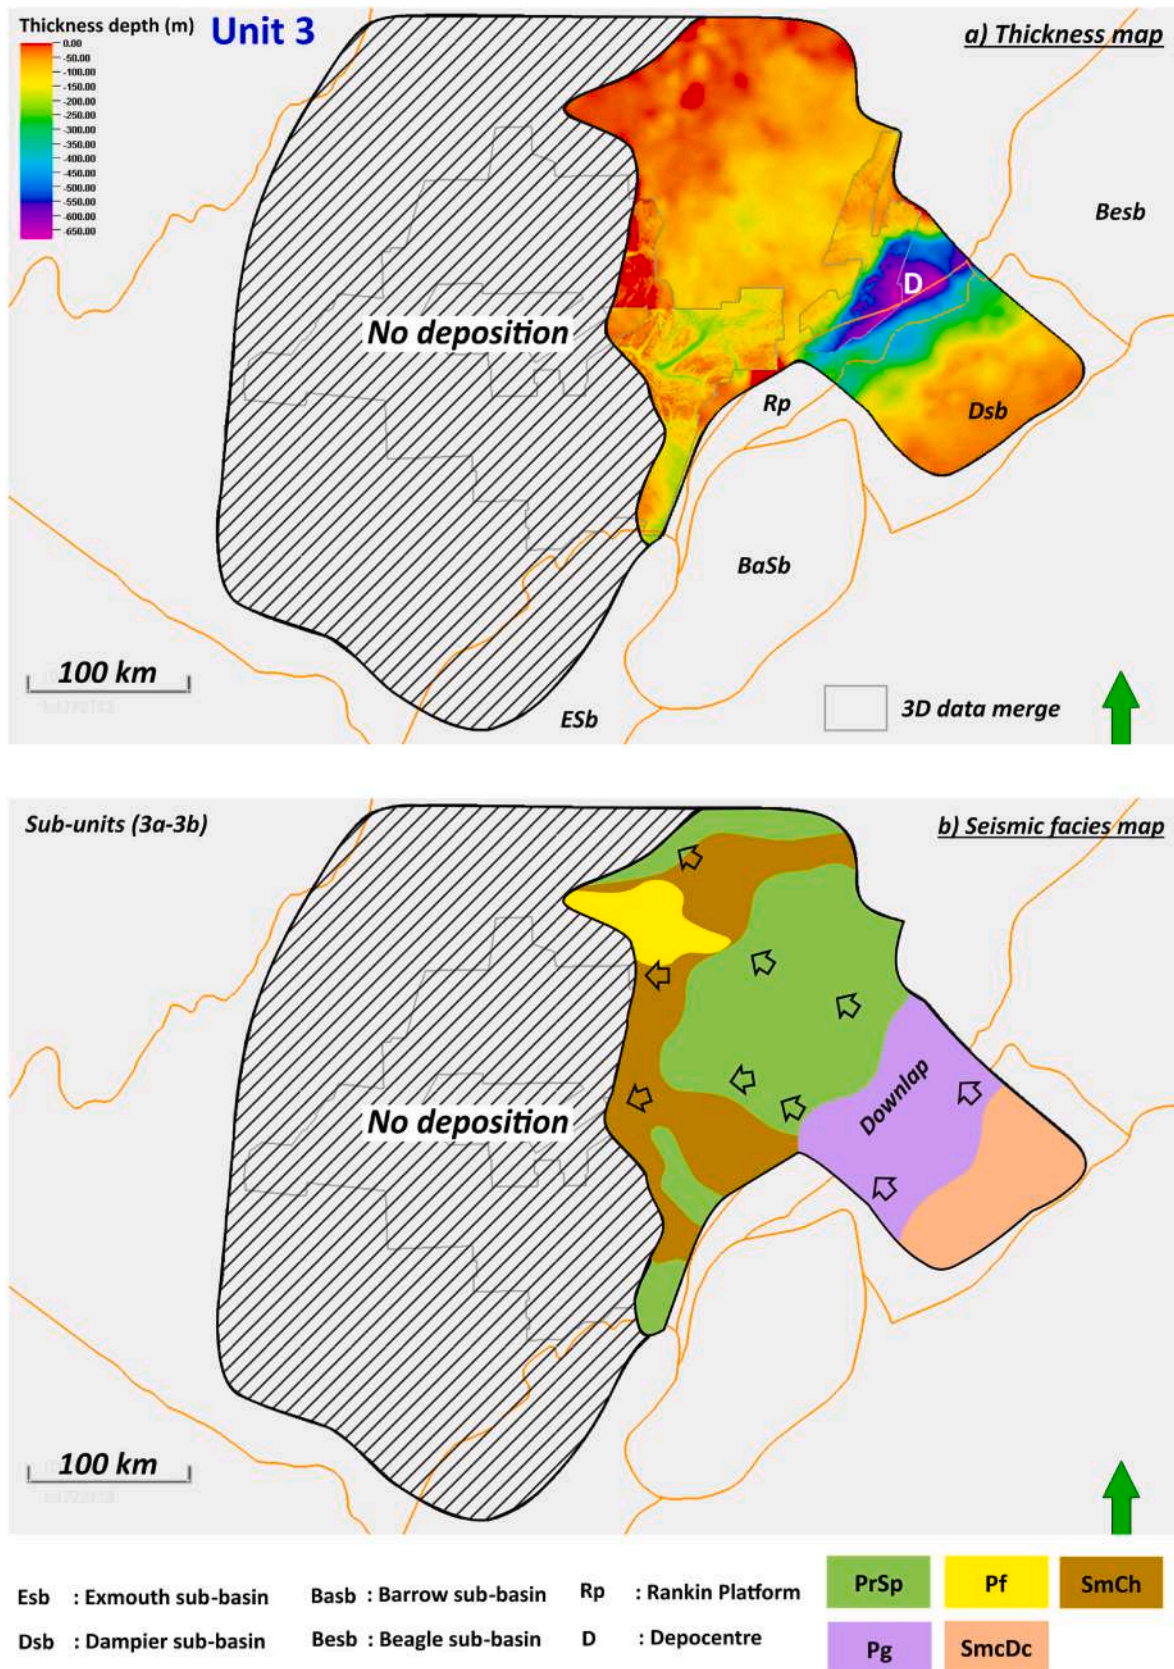 Thickness depth (m)
Unit 3
a) Thickness map
0.00
-50.00
-100.00
-150.00
-200.00
-250.00
-300.00
-350.00
-400.00
-450.00
-500.00
-550.00
-600.00
-650.00
Besb
D
No deposition
Rp
Dsb
BaSb
100 km
ESb
3D data merge
Sub-units (3a-3b)
b) Seismic facies map
No deposition
Downlap
100 km
Esb : Exmouth sub-basin
Basb : Barrow sub-basin
Rp : Rankin Platform
Dsb : Dampier sub-basin
Besb : Beagle sub-basin
D : Depocentre
PrSp
Pf
SmCh
Pg
SmcDc